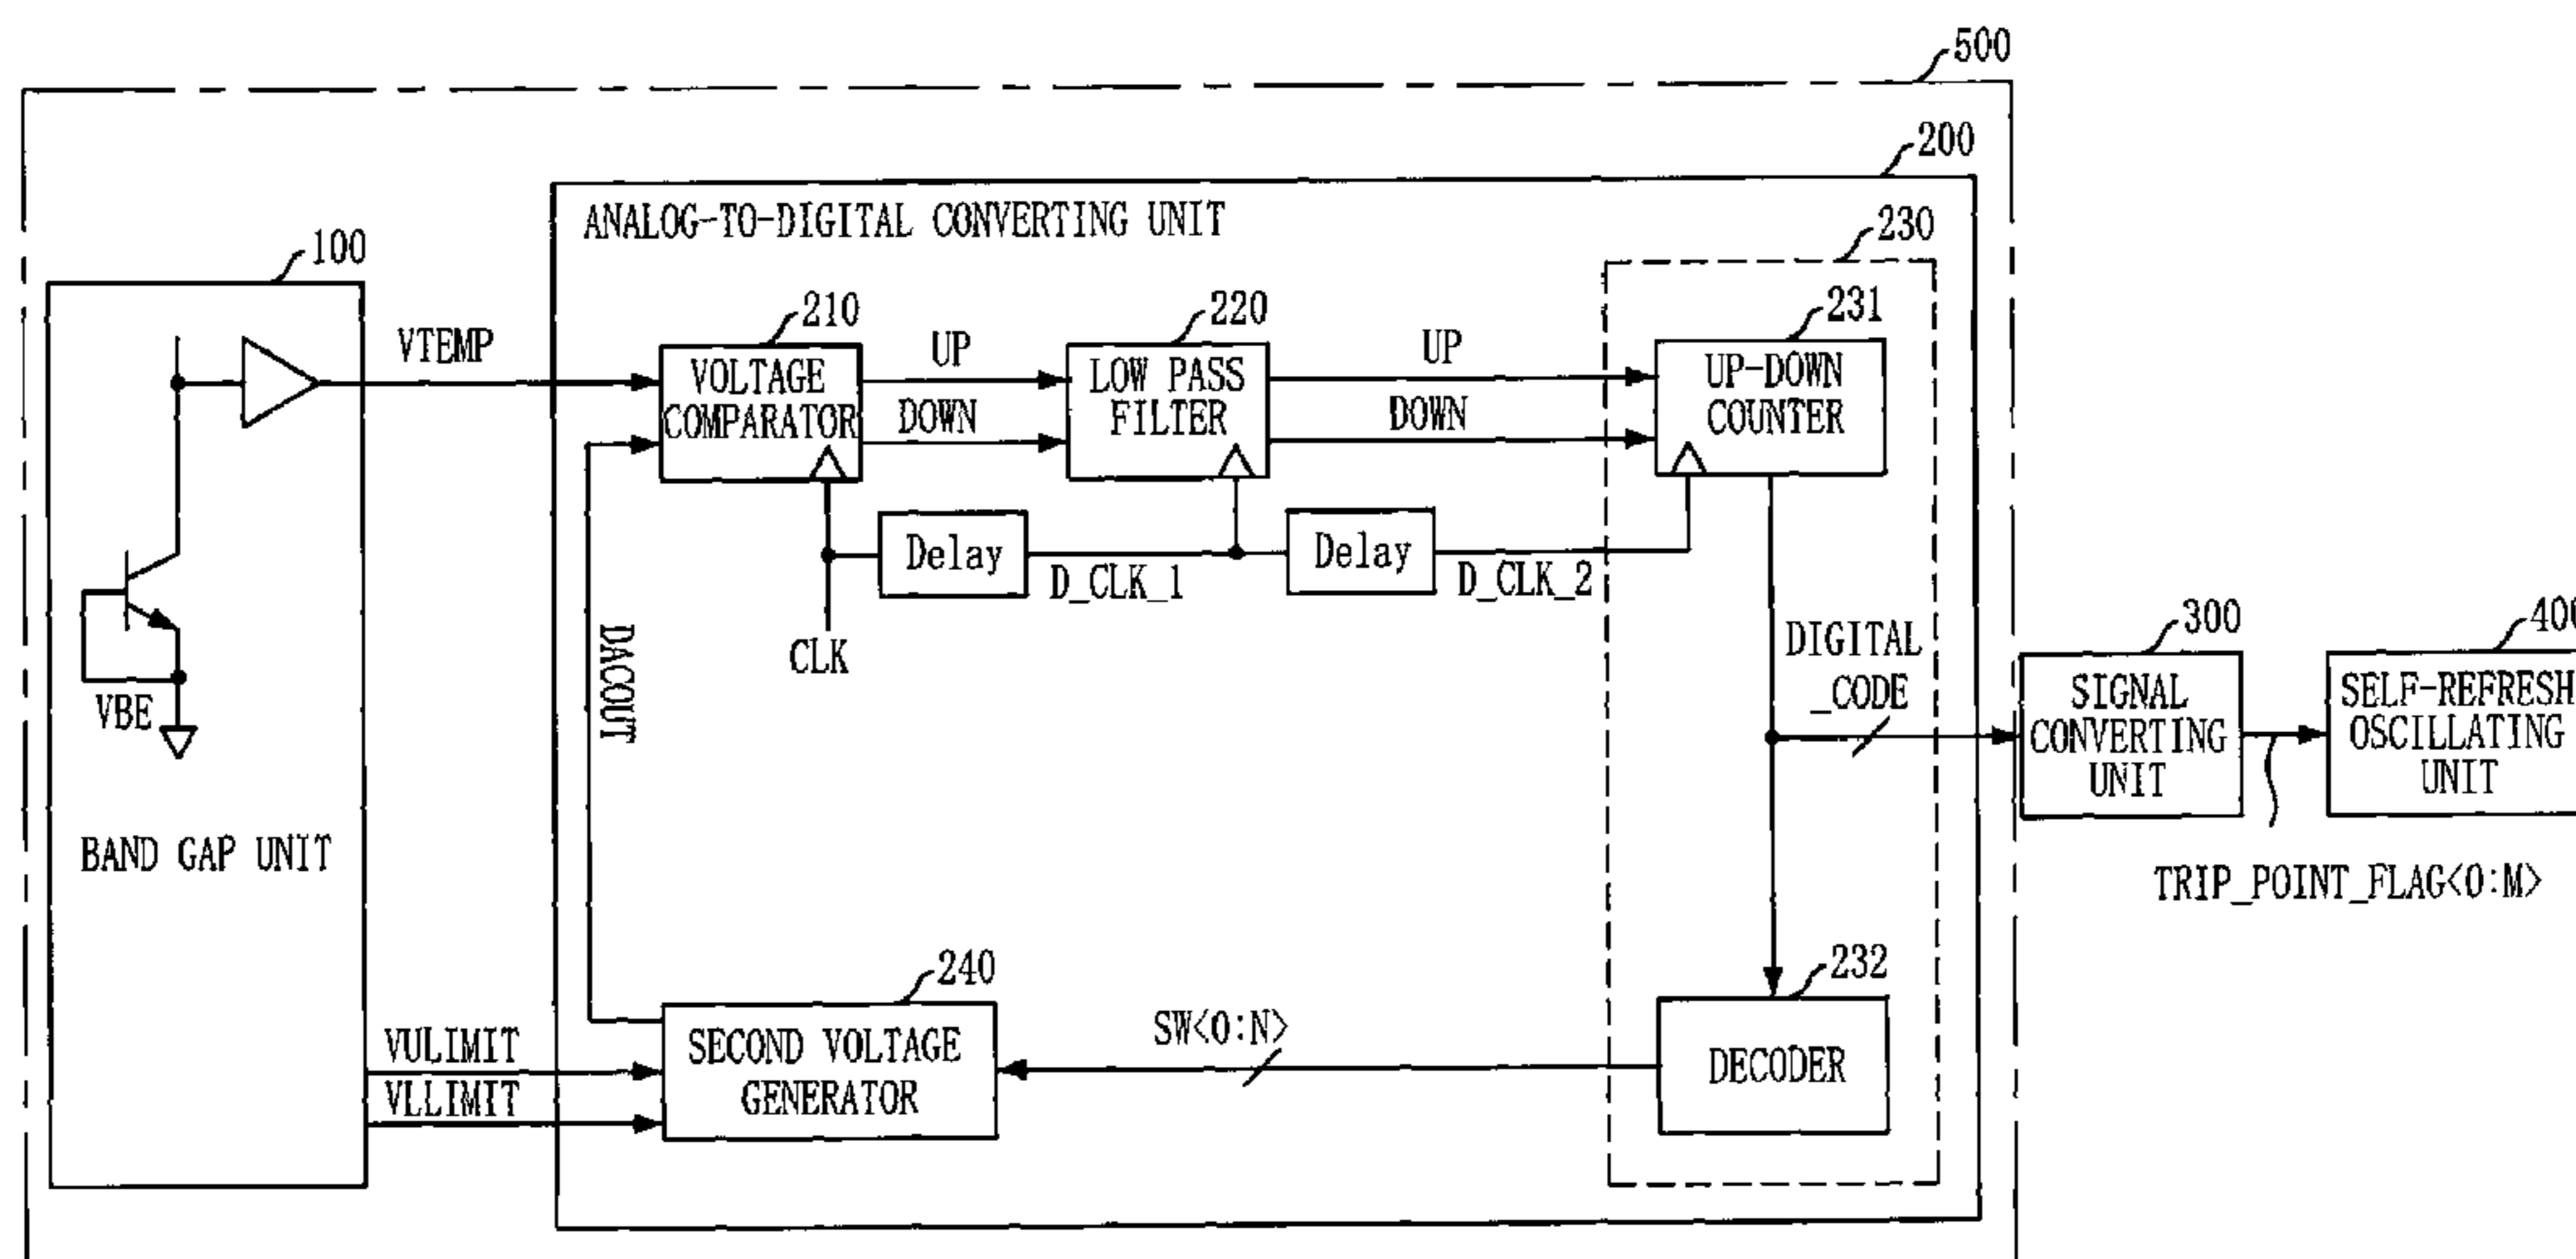 500
200
ANALOG-TO-DIGITAL CONVERTING UNIT
230
100
210
220
231
VTEMP
VOLTAGE
COMPARATOR
UP
DOWN
LOW PASS
FILTER
UP
DOWN
UP-DOWN
COUNTER
Delay
D_CLK_1
Delay
D_CLK_2
CLK
DACOUT
VBE
DIGITAL
_CODE
300
SIGNAL
CONVERTING
UNIT
400
SELF-REFRESH
OSCILLATING
UNIT
TRIP_POINT_FLAG<0:M>
BAND GAP UNIT
240
232
VULIMIT
VLLIMIT
SECOND VOLTAGE
GENERATOR
SW<0:N>
DECODER